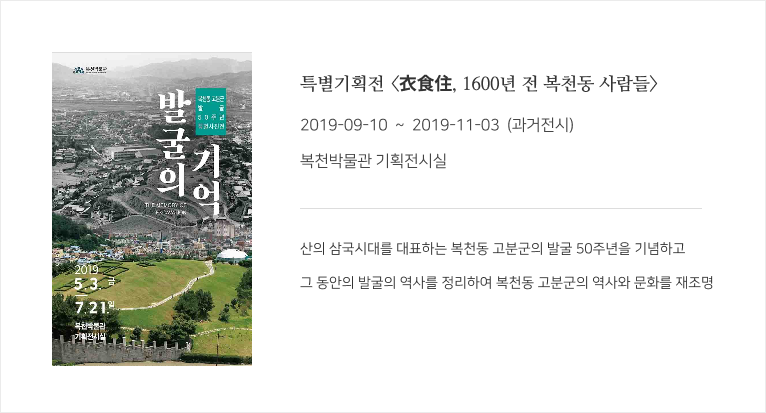 복천박물관
발굴의
기억
복천동 고분군
발굴
50주년
특별사진전
THE MEMORY OF
EXCAVATION
2019
5.3.금
7.21.일
복천박물관
기획전시실
특별기획전 〈衣食住, 1600년 전 복천동 사람들〉
2019-09-10 ~ 2019-11-03 (과거전시)
복천박물관 기획전시실
산의 삼국시대를 대표하는 복천동 고분군의 발굴 50주년을 기념하고
그 동안의 발굴의 역사를 정리하여 복천동 고분군의 역사와 문화를 재조명